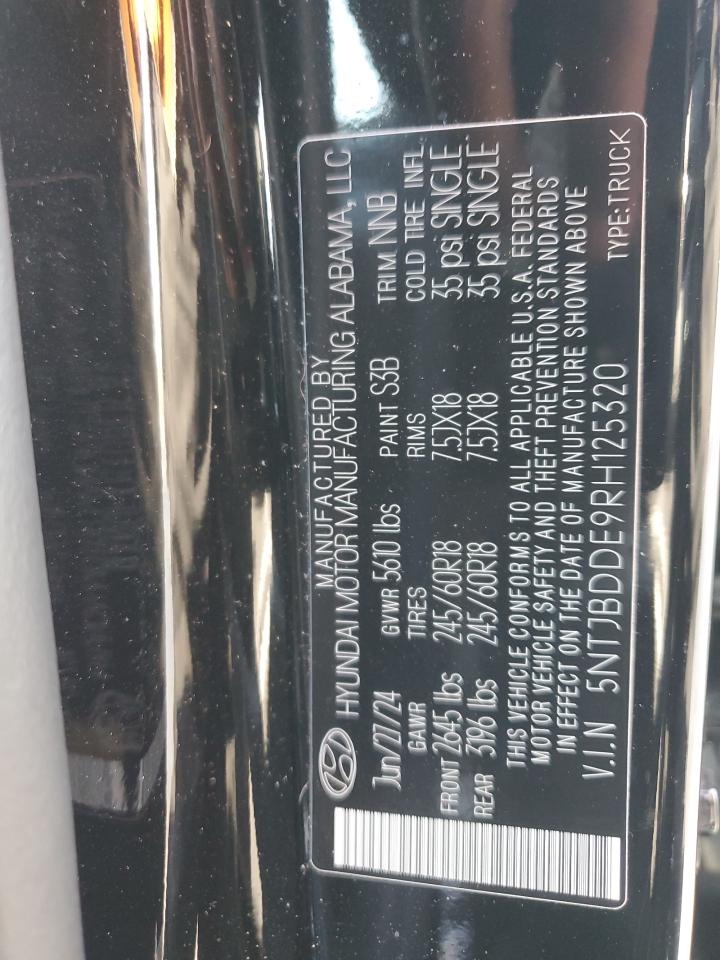 MANUFACTURED BY
HYUNDAI MOTOR MANUFACTURING ALABAMA, LLC
Jun/27/24 GVWR 5610 lbs PAINT S3B TRIM NNB
GAWR TIRES RIMS COLD TIRE INFL.
FRONT 2645 lbs 245/60R18 7.5JX18 35 psi SINGLE
REAR 3196 lbs 245/60R18 7.5JX18 35 psi SINGLE
THIS VEHICLE CONFORMS TO ALL APPLICABLE U.S.A. FEDERAL
MOTOR VEHICLE SAFETY AND THEFT PREVENTION STANDARDS
IN EFFECT ON THE DATE OF MANUFACTURE SHOWN ABOVE
V.I.N 5NTJBDDE9RH125320 TYPE:TRUCK